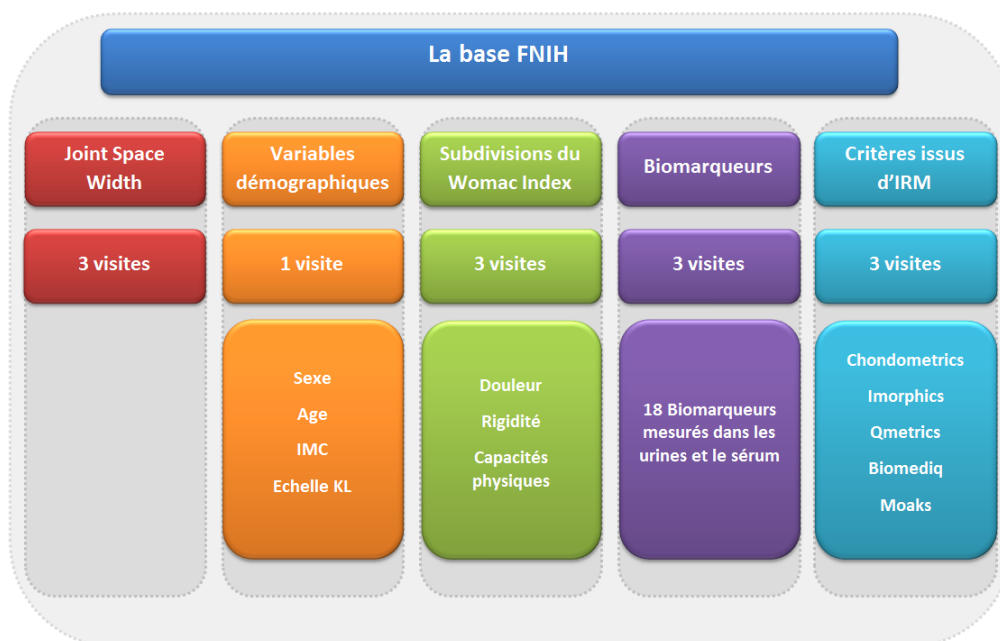 La base FNIH
Joint Space
Width
3 visites
Variables
démographiques
1 visite
Sexe
Age
IMC
Echelle KL
Subdivisions du
Womac Index
3 visites
Douleur
Rigidité
Capacités
physiques
Biomarqueurs
3 visites
18 Biomarqueurs
mesurés dans les
urines et le sérum
Critères issus
d'IRM
3 visites
Chondometrics
Imorphics
Qmetrics
Biomediq
Moaks